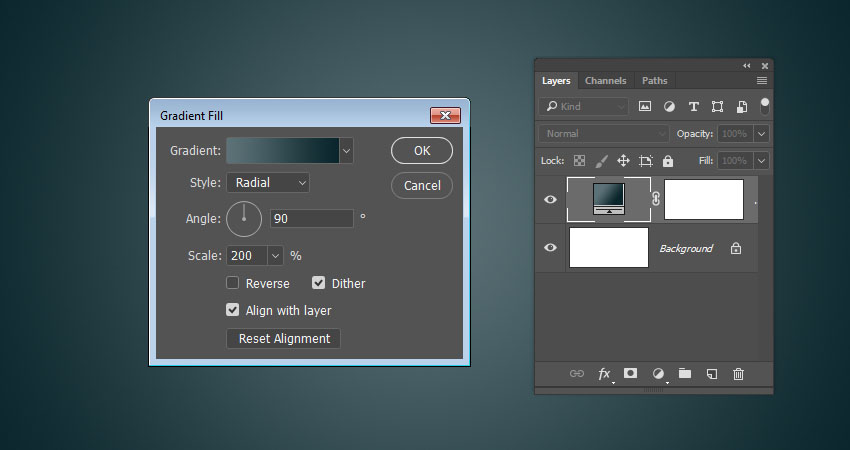 Gradient Fill
Gradient:
OK
Style: Radial
Cancel
Angle: 90 °
Scale: 200 %
Reverse Dither
Align with layer
Reset Alignment
Layers Channels Paths
Kind
Normal Opacity: 100%
Lock: Fill: 100%
Background
fx